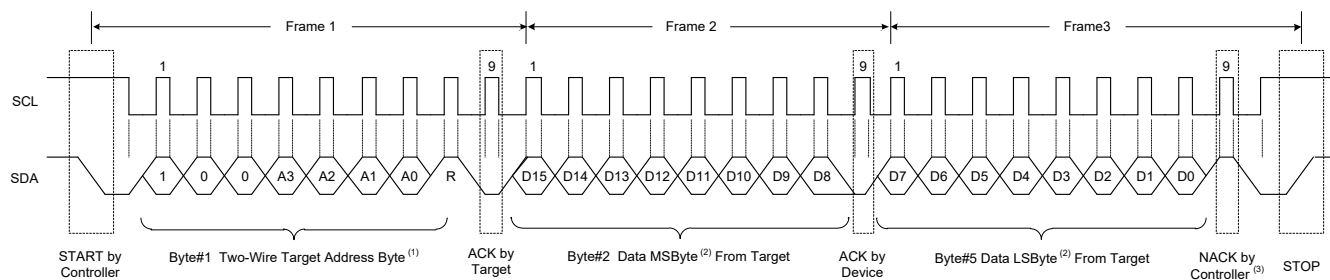 Frame 1 Frame 2 Frame3
1 9 1 9 1 9
SCL
SDA 1 0 0 A3 A2 A1 A0 R D15 D14 D13 D12 D11 D10 D9 D8 D7 D6 D5 D4 D3 D2 D1 D0
START by
Controller
Byte#1 Two-Wire Target Address Byte (1)
ACK by
Target
Byte#2 Data MSByte (2) From Target
ACK by
Device
Byte#5 Data LSByte (2) From Target
NACK by
Controller (3)
STOP